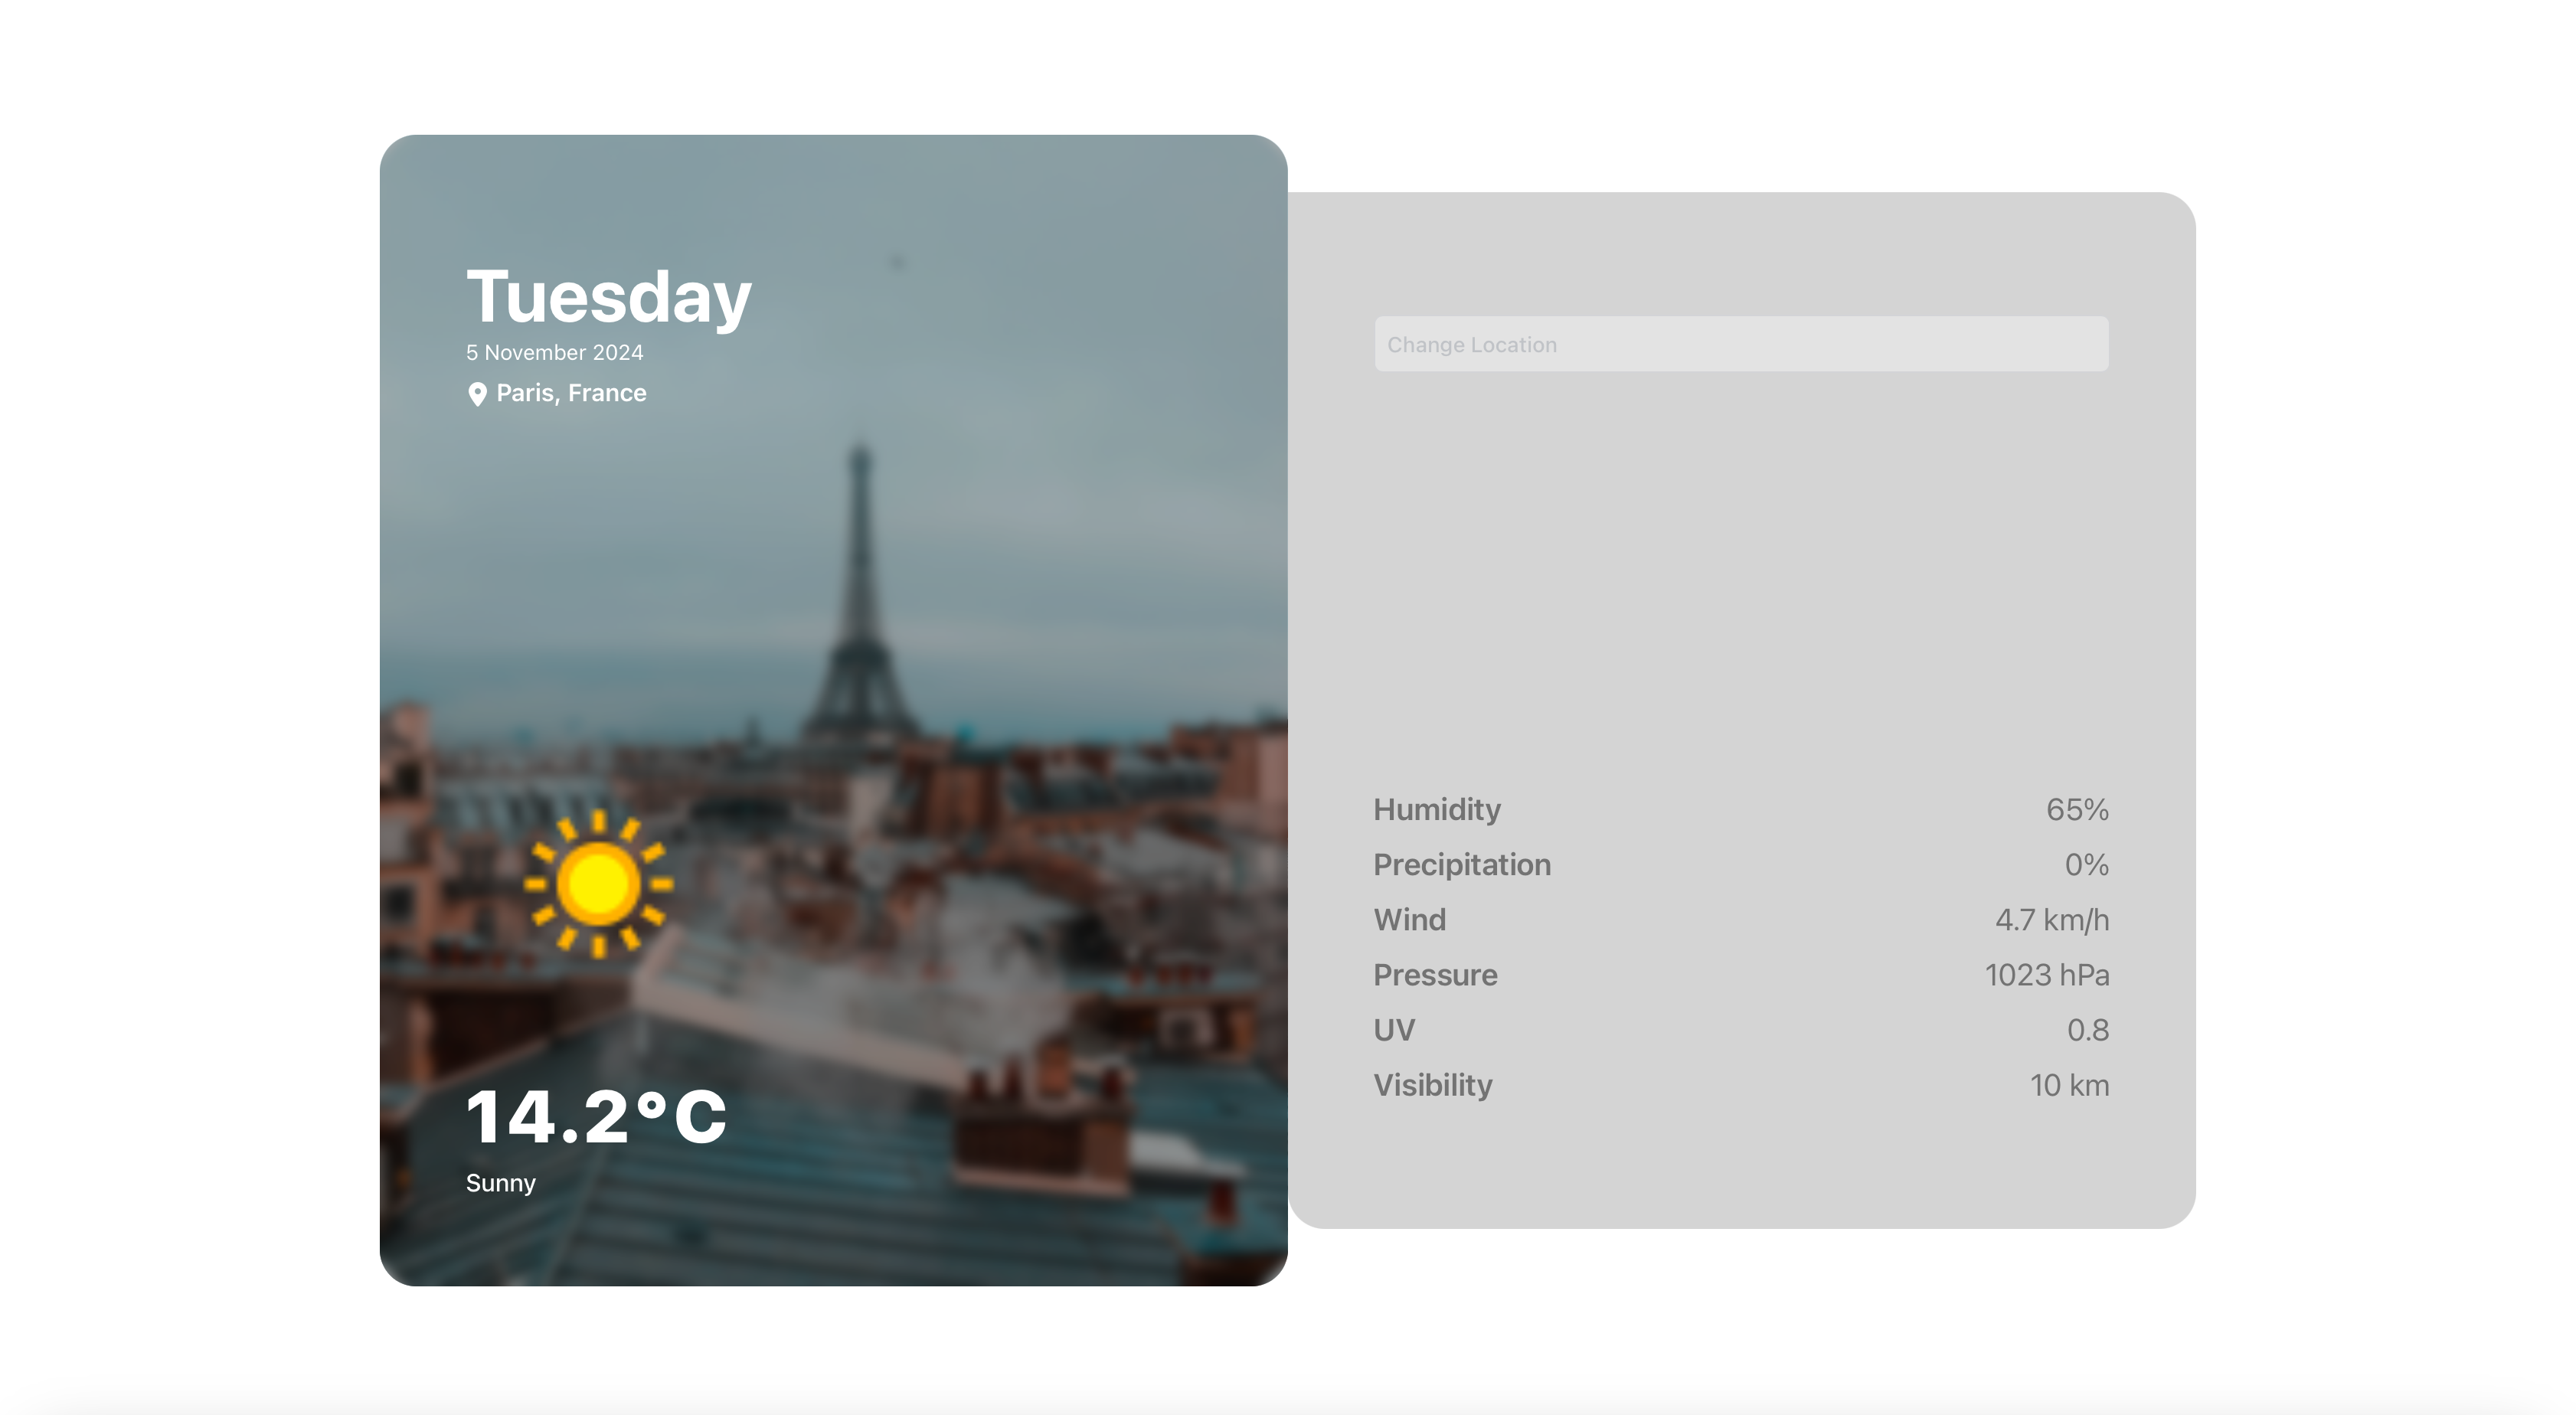 Tuesday
5 November 2024
Paris, France
14.2°C
Sunny
Change Location
Humidity 65%
Precipitation 0%
Wind 4.7 km/h
Pressure 1023 hPa
UV 0.8
Visibility 10 km